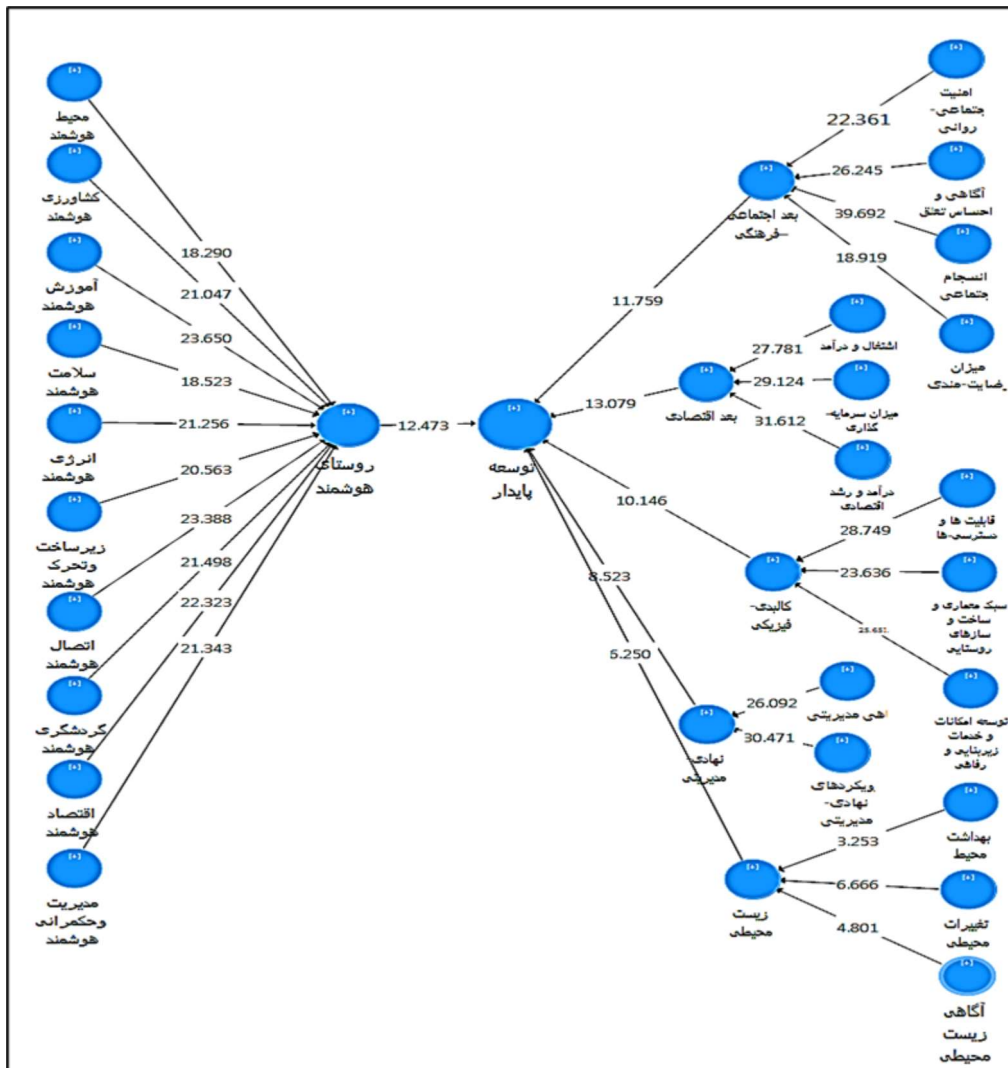 محیط
هوشمند
18.290
کشاورزی
هوشمند
21.047
آموزش
هوشمند
23.650
سلامت
هوشمند
18.523
انرژی
هوشمند
21.256
زیرساخت
وتحرک
هوشمند
20.563
اتصال
هوشمند
23.388
گردشگری
هوشمند
21.498
اقتصاد
هوشمند
22.323
مدیریت
وحکمرانی
هوشمند
21.343
روستای
هوشمند
12.473
توسعه
پایدار
11.759
13.079
10.146
8.523
بعد اجتماعی
-فرهنگی
بعد اقتصادی
کالبدی-
فیزیکی
نهادی-
مدیریتی
زیست
محیطی
امنیت
جتماعی-
روانی
22.361
آگاهی و
احساس تعلق
26.245
انسجام
جتماعی
39.692
میزان
رضایت-مندی
18.919
اشتغال و درآمد
27.781
میزان سرمایه-
گذاری
29.124
درآمد و رشد
اقتصادی
31.612
قابلیت ها و
دسترسی-ها
28.749
سبک معماری و
ساخت و
سازهای
روستایی
23.636
توسعه امکانات
و خدمات
زیربنایی و
رفاهی
اهی مدیریتی
26.092
ویکردهای
نهادی-
مدیریتی
30.471
بهداشت
محیط
3.253
تغییرات
محیطی
6.666
آگاهی
زیست
محیطی
4.801